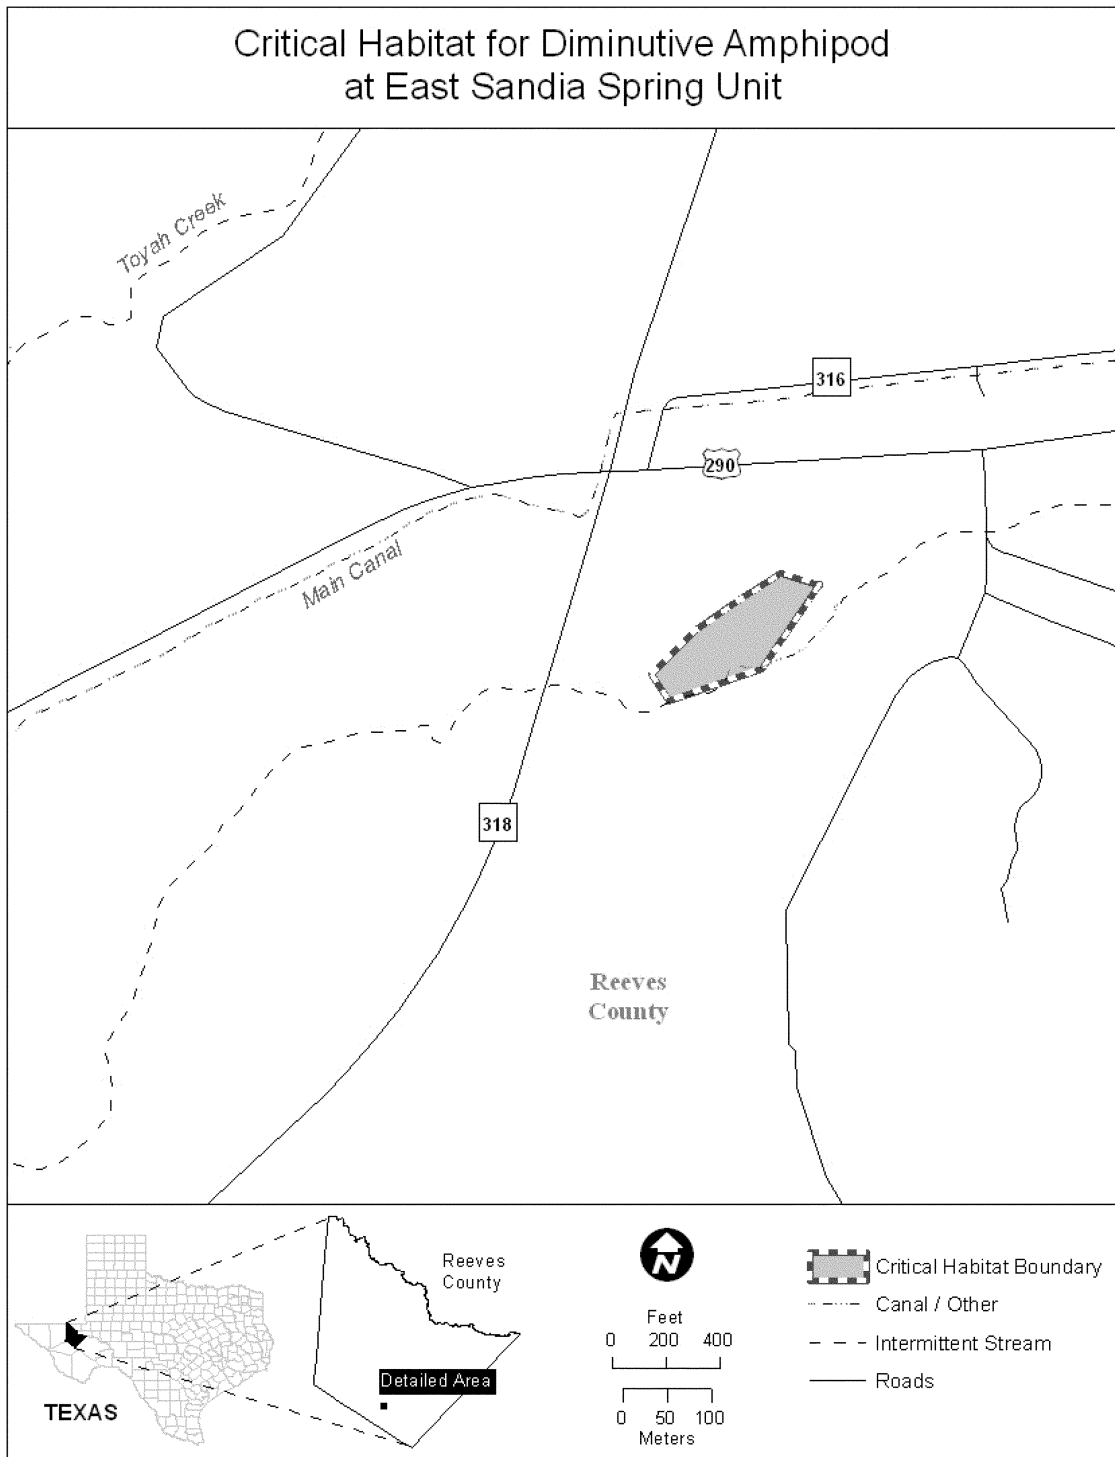 Critical Habitat for Diminutive Amphipod
at East Sandia Spring Unit
Toyah Creek
316
290
Main Canal
318
Reeves
County
Reeves
County
Detailed Area
TEXAS
N
Feet
0 200 400
0 50 100
Meters
Critical Habitat Boundary
Canal / Other
Intermittent Stream
Roads